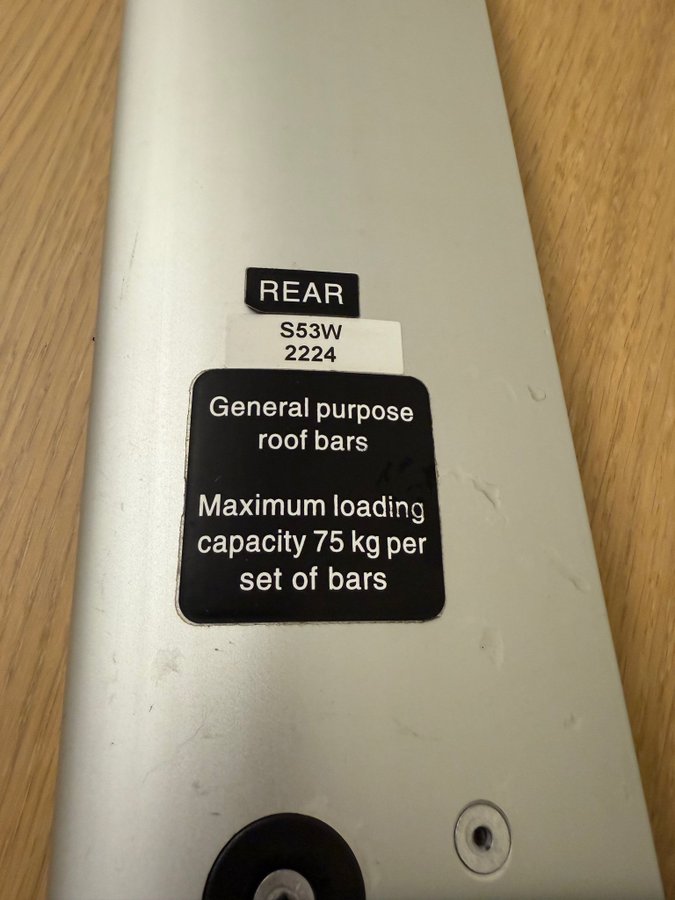 REAR
S53W
2224
General purpose
roof bars
Maximum loading
capacity 75 kg per
set of bars